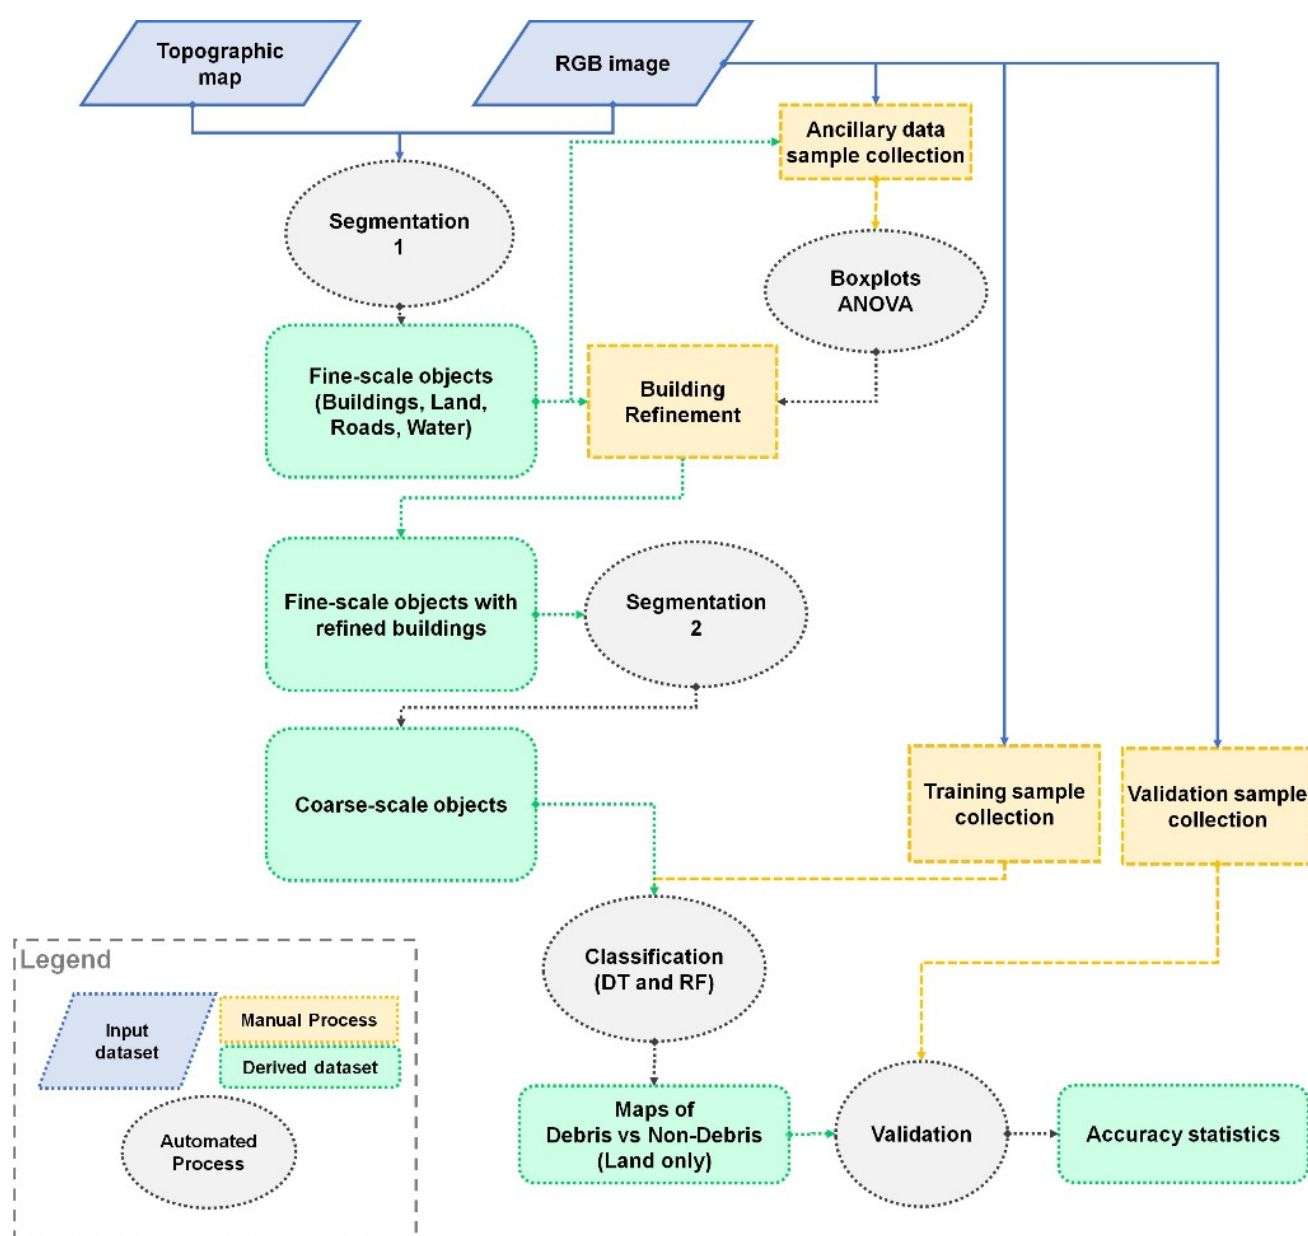 Topographic
map
RGB image
Ancillary data
sample collection
Segmentation
1
Boxplots
ANOVA
Fine-scale objects
(Buildings, Land,
Roads, Water)
Building
Refinement
Fine-scale objects with
refined buildings
Segmentation
2
Coarse-scale objects
Training sample
collection
Validation sample
collection
Classification
(DT and RF)
Maps of
Debris vs Non-Debris
(Land only)
Validation
Accuracy statistics
Legend
Input
dataset
Manual Process
Derived dataset
Automated
Process